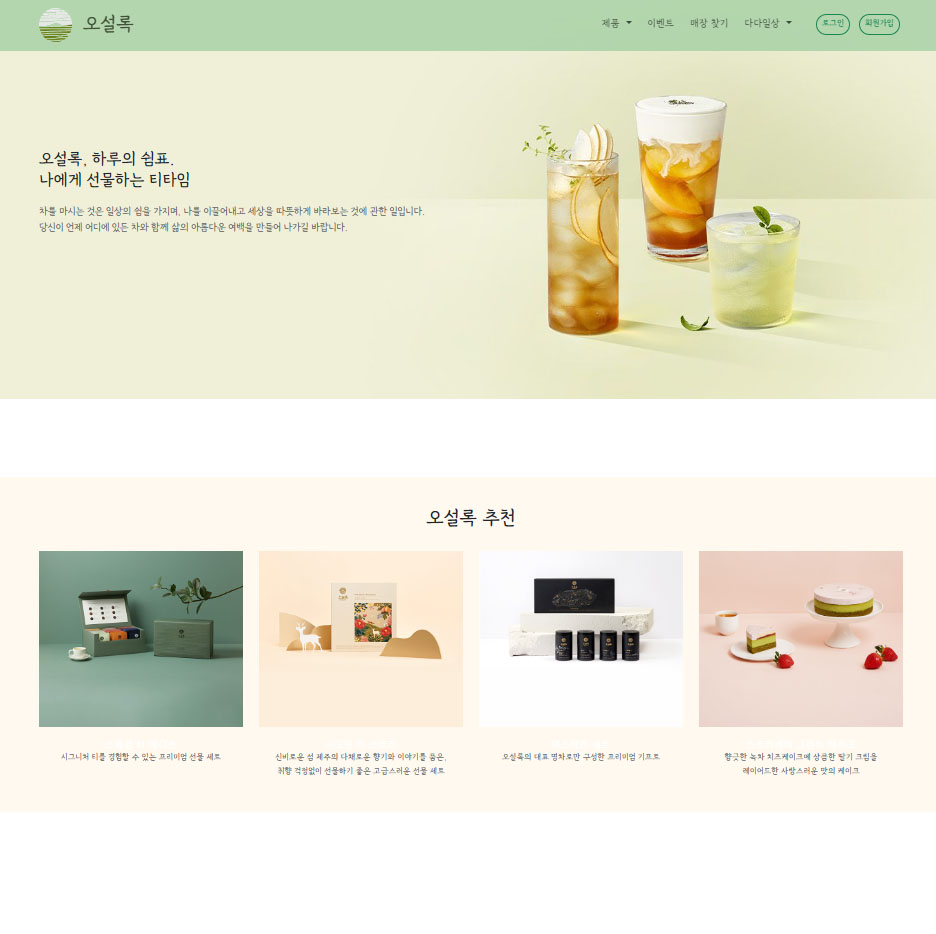 오설록
제품
이벤트
매장 찾기
다다일상
로그인
회원가입
오설록, 하루의 쉼표.
나에게 선물하는 티타임
차를 마시는 것은 일상의 쉼을 가지며, 나를 이끌어내고 세상을 따뜻하게 바라보는 것에 관한 일입니다.
당신이 언제 어디에 있든 차와 함께 삶의 아름다운 여백을 만들어 나가길 바랍니다.
오설록 추천
시그니처 티를 경험할 수 있는 프리미엄 선물 세트
신비로운 섬 제주의 다채로운 향기와 이야기를 품은,
취향 걱정없이 선물하기 좋은 고급스러운 선물 세트
오설록의 대표 명차로만 구성한 프리미엄 기프트
향긋한 녹차 치즈케이크에 상큼한 딸기 크림을
레이어드한 사랑스러운 맛의 케이크